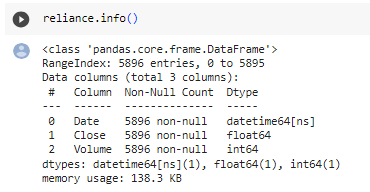 reliance.info()
<class 'pandas.core.frame.DataFrame'>
RangeIndex: 5896 entries, 0 to 5895
Data columns (total 3 columns):
 #   Column  Non-Null Count  Dtype
---  ------  --------------  -----
 0   Date    5896 non-null   datetime64[ns]
 1   Close   5896 non-null   float64
 2   Volume  5896 non-null   int64
dtypes: datetime64[ns](1), float64(1), int64(1)
memory usage: 138.3 KB